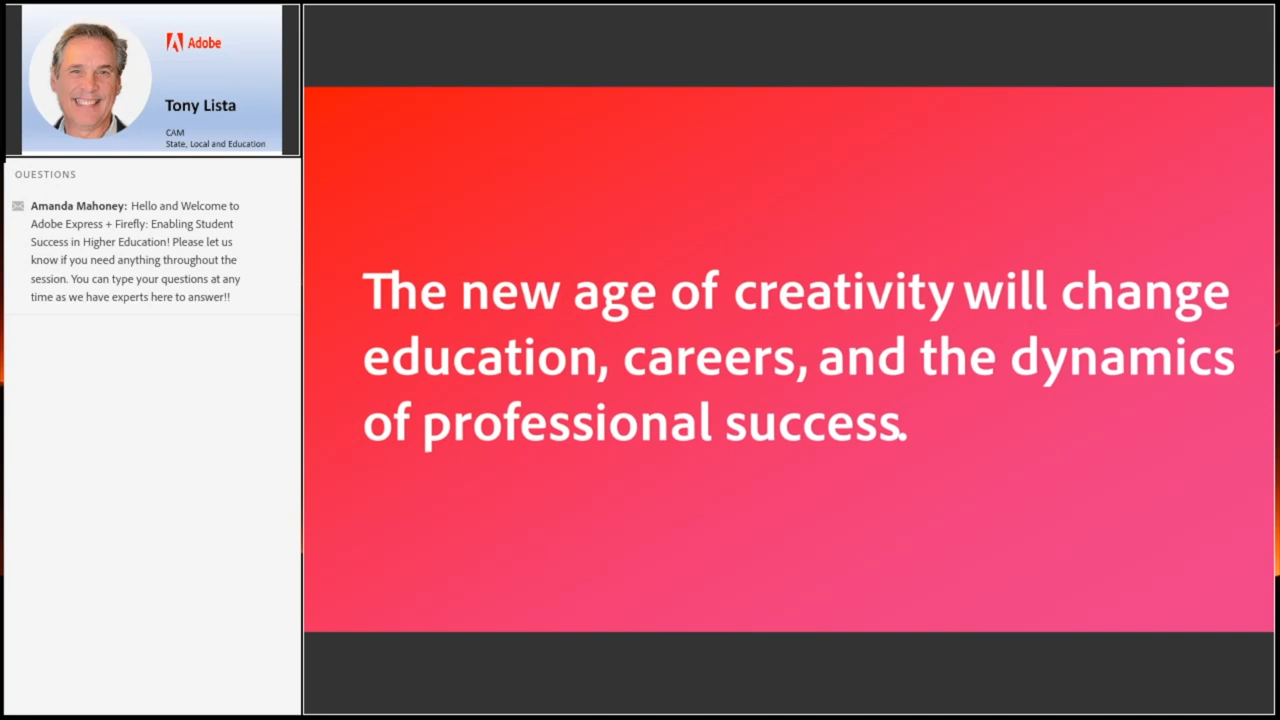 Adobe
Tony Lista
CAM
State, Local and Education
QUESTIONS
Amanda Mahoney: Hello and Welcome to
Adobe Express + Firefly: Enabling Student
Success in Higher Education! Please let us
know if you need anything throughout the
session. You can type your questions at any
time as we have experts here to answer!!
The new age of creativity will change
education, careers, and the dynamics
of professional success.